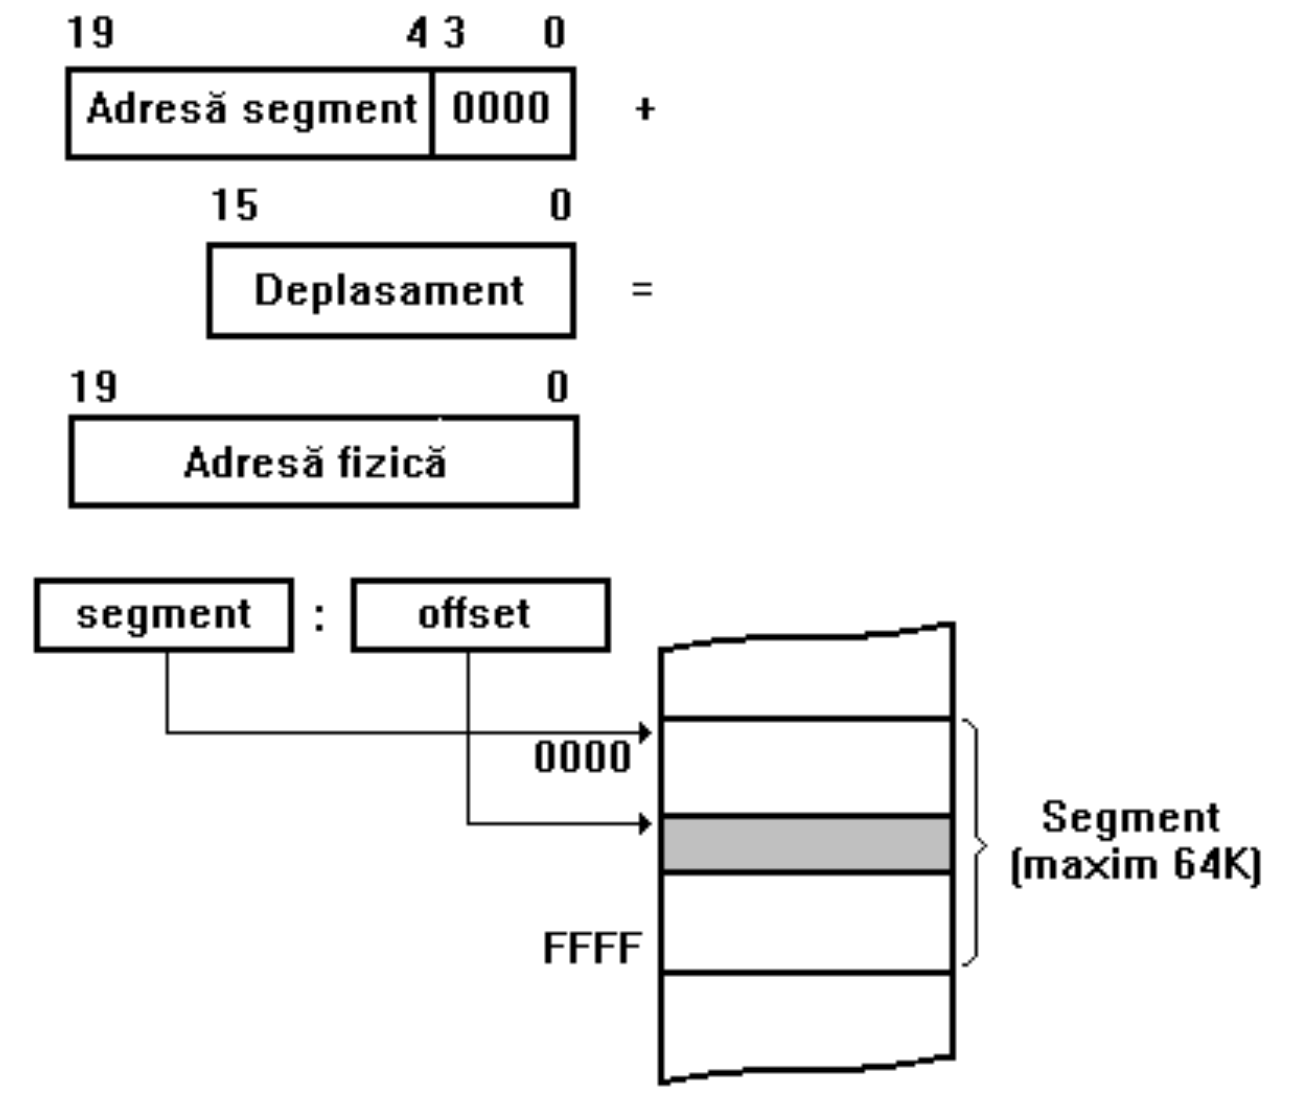 19 4 3 0
Adresă segment 0000 +
15 0
Deplasament =
19 0
Adresă fizică
segment : offset
0000
Segment
(maxim 64K)
FFFF